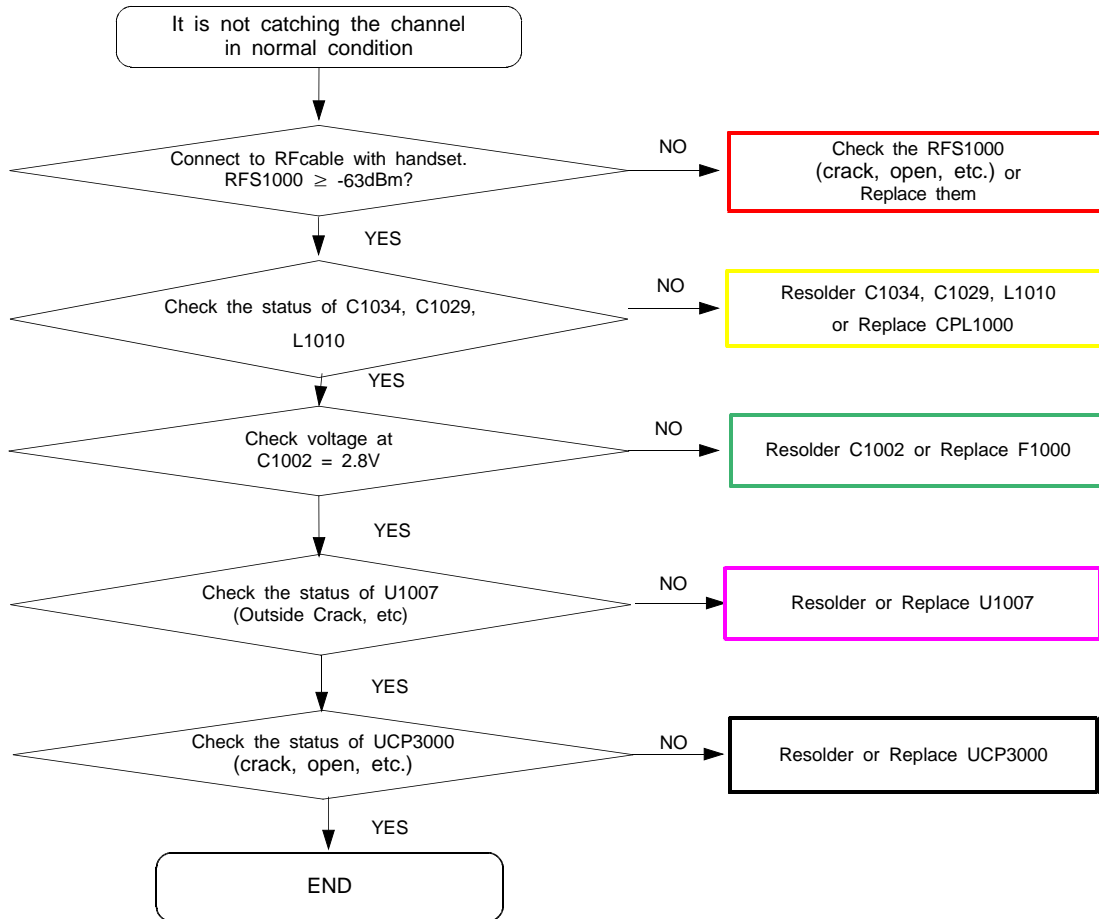 It is not catching the channel
in normal condition
Connect to RFcable with handset.
RFS1000 ≥ -63dBm?
NO
Check the RFS1000
(crack, open, etc.) or
Replace them
YES
Check the status of C1034, C1029,
L1010
NO
Resolder C1034, C1029, L1010
or Replace CPL1000
YES
Check voltage at
C1002 = 2.8V
NO
Resolder C1002 or Replace F1000
YES
Check the status of U1007
(Outside Crack, etc)
NO
Resolder or Replace U1007
YES
Check the status of UCP3000
(crack, open, etc.)
NO
Resolder or Replace UCP3000
YES
END